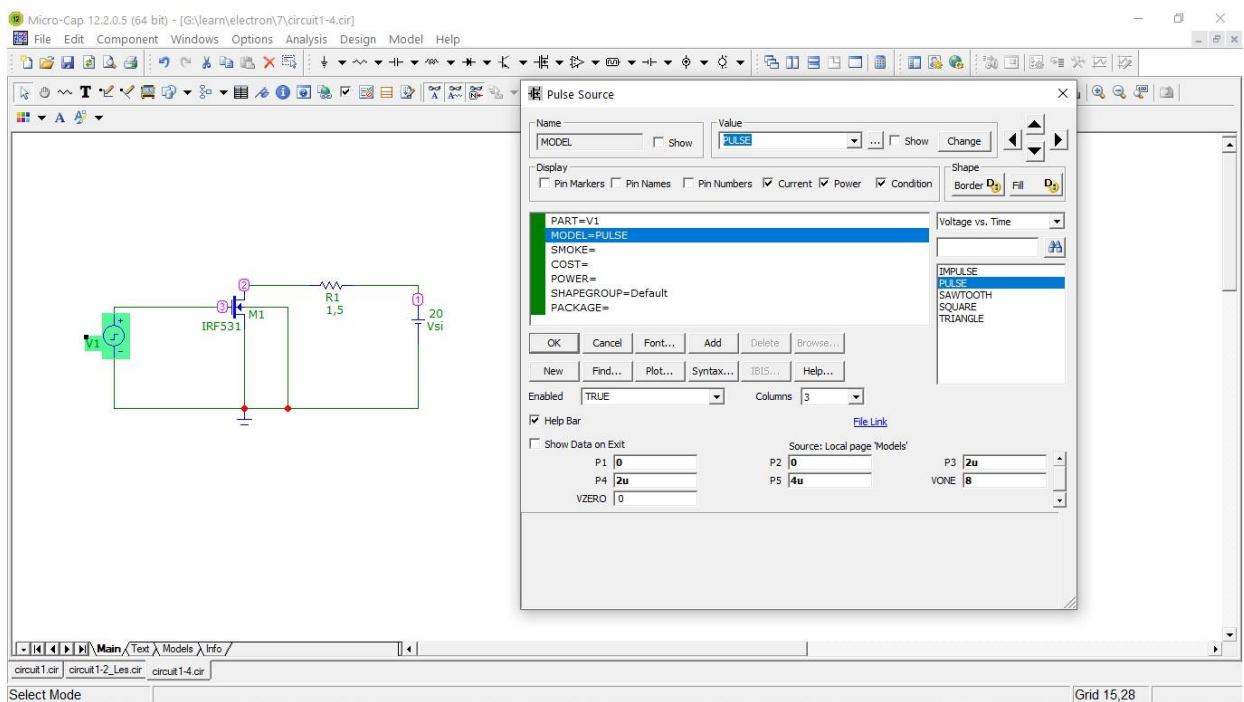 Micro-Cap 12.2.0.5 (64 bit) - [G:\learn\electron\7\circuit1-4.cir]
File Edit Component Windows Options Analysis Design Model Help
Pulse Source
Name
MODEL
Show
Value
PULSE
...
Show
Change
Display
Pin Markers
Pin Names
Pin Numbers
Current
Power
Condition
Shape
Border
Fill
PART=V1
MODEL=PULSE
SMOKE=
COST=
POWER=
SHAPEGROUP=Default
PACKAGE=
Voltage vs. Time
IMPULSE
PULSE
SAWTOOTH
SQUARE
TRIANGLE
OK Cancel Font... Add Delete Browse...
New Find... Plot... Syntax... IBIS... Help...
Enabled TRUE Columns 3
Help Bar File Link
Show Data on Exit Source: Local page 'Models'
P1 0 P2 0 P3 2u
P4 2u P5 4u VONE 8
VZERO 0
2
R1
1,5
1
20
Vsi
3
M1
IRF531
V1
+
−
Main Text Models Info
circuit1.cir circuit1-2_Les.cir circuit1-4.cir
Select Mode Grid 15,28